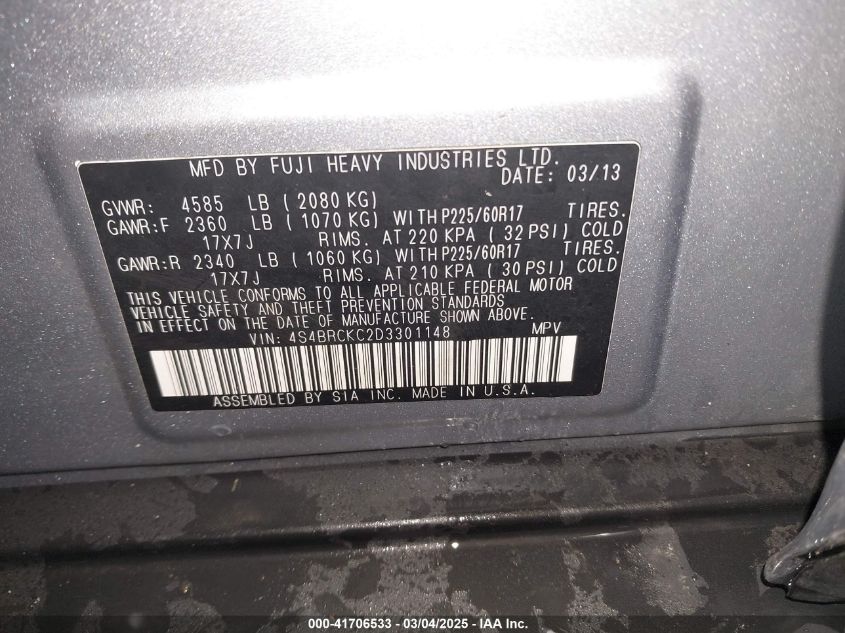 MFD BY FUJI HEAVY INDUSTRIES LTD.
DATE: 03/13
GVWR: 4585 LB ( 2080 KG)
GAWR:F 2360 LB ( 1070 KG) WITH P225/60R17 TIRES.
17X7J RIMS. AT 220 KPA ( 32 PSI) COLD
GAWR:R 2340 LB ( 1060 KG) WITH P225/60R17 TIRES.
17X7J RIMS. AT 210 KPA ( 30 PSI) COLD
THIS VEHICLE CONFORMS TO ALL APPLICABLE FEDERAL MOTOR
VEHICLE SAFETY AND THEFT PREVENTION STANDARDS
IN EFFECT ON THE DATE OF MANUFACTURE SHOWN ABOVE.
VIN: 4S4BRCKC2D3301148 MPV
ASSEMBLED BY SIA INC. MADE IN U.S.A.
000-41706533 - 03/04/2025 - IAA Inc.